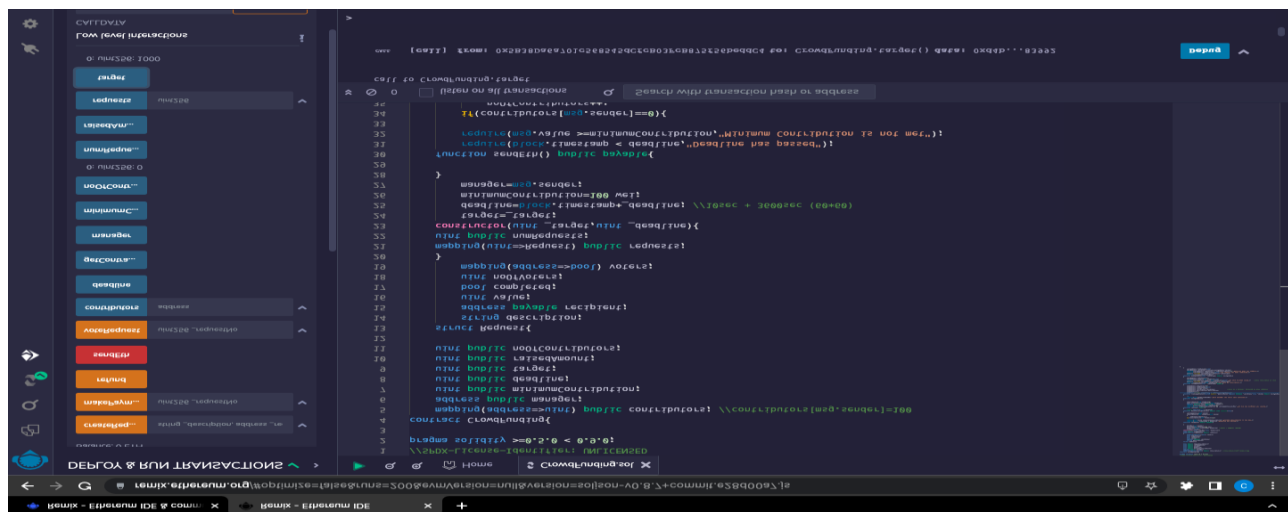 Remix - Ethereum IDE & comm
Remix - Ethereum IDE
remix.ethereum.org/#optimize=false&runs=200&evmVersion=null&version=soljson-v0.8.7+commit.e28d00a7.js
DEPLOY & RUN TRANSACTIONS
Balance: 0 ETH
createReq... string _description, address _re
makePaym... uint256 _requestNo
refund
sendEth
voteRequest uint256 _requestNo
contributors address
deadline
getContra...
manager
minimumC...
noOfContr...
0: uint256: 0
numReque...
raisedAm...
requests uint256
target
0: uint256: 1000
Low level interactions
CALLDATA
Home
CrowdFunding.sol
1 //SPDX-License-Identifier: UNLICENSED
2 pragma solidity >=0.5.0 < 0.9.0;
3
4 contract CrowdFunding{
5 mapping(address=>uint) public contributors; //contributors[msg.sender]=100
6 address public manager;
7 uint public minimumContribution;
8 uint public deadline;
9 uint public target;
10 uint public raisedAmount;
11 uint public noOfContributors;
12
13 struct Request{
14 string description;
15 address payable recipient;
16 uint value;
17 bool completed;
18 uint noOfVoters;
19 mapping(address=>bool) voters;
20 }
21 mapping(uint=>Request) public requests;
22 uint public numRequests;
23 constructor(uint _target,uint _deadline){
24 target=_target;
25 deadline=block.timestamp+_deadline; //10sec + 3600sec (60*60)
26 minimumContribution=100 wei;
27 manager=msg.sender;
28 }
29
30 function sendEth() public payable{
31 require(block.timestamp < deadline,"Deadline has passed");
32 require(msg.value >=minimumContribution,"Minimum Contribution is not met");
33
34 if(contributors[msg.sender]==0){
35 noOfContributors++;
0 listen on all transactions Search with transaction hash or address
call to CrowdFunding.target
CALL [call] from: 0x5B38Da6a701c568545dCfcB03FcB875f56beddC4 to: CrowdFunding.target() data: 0xd4b...83992 Debug
>